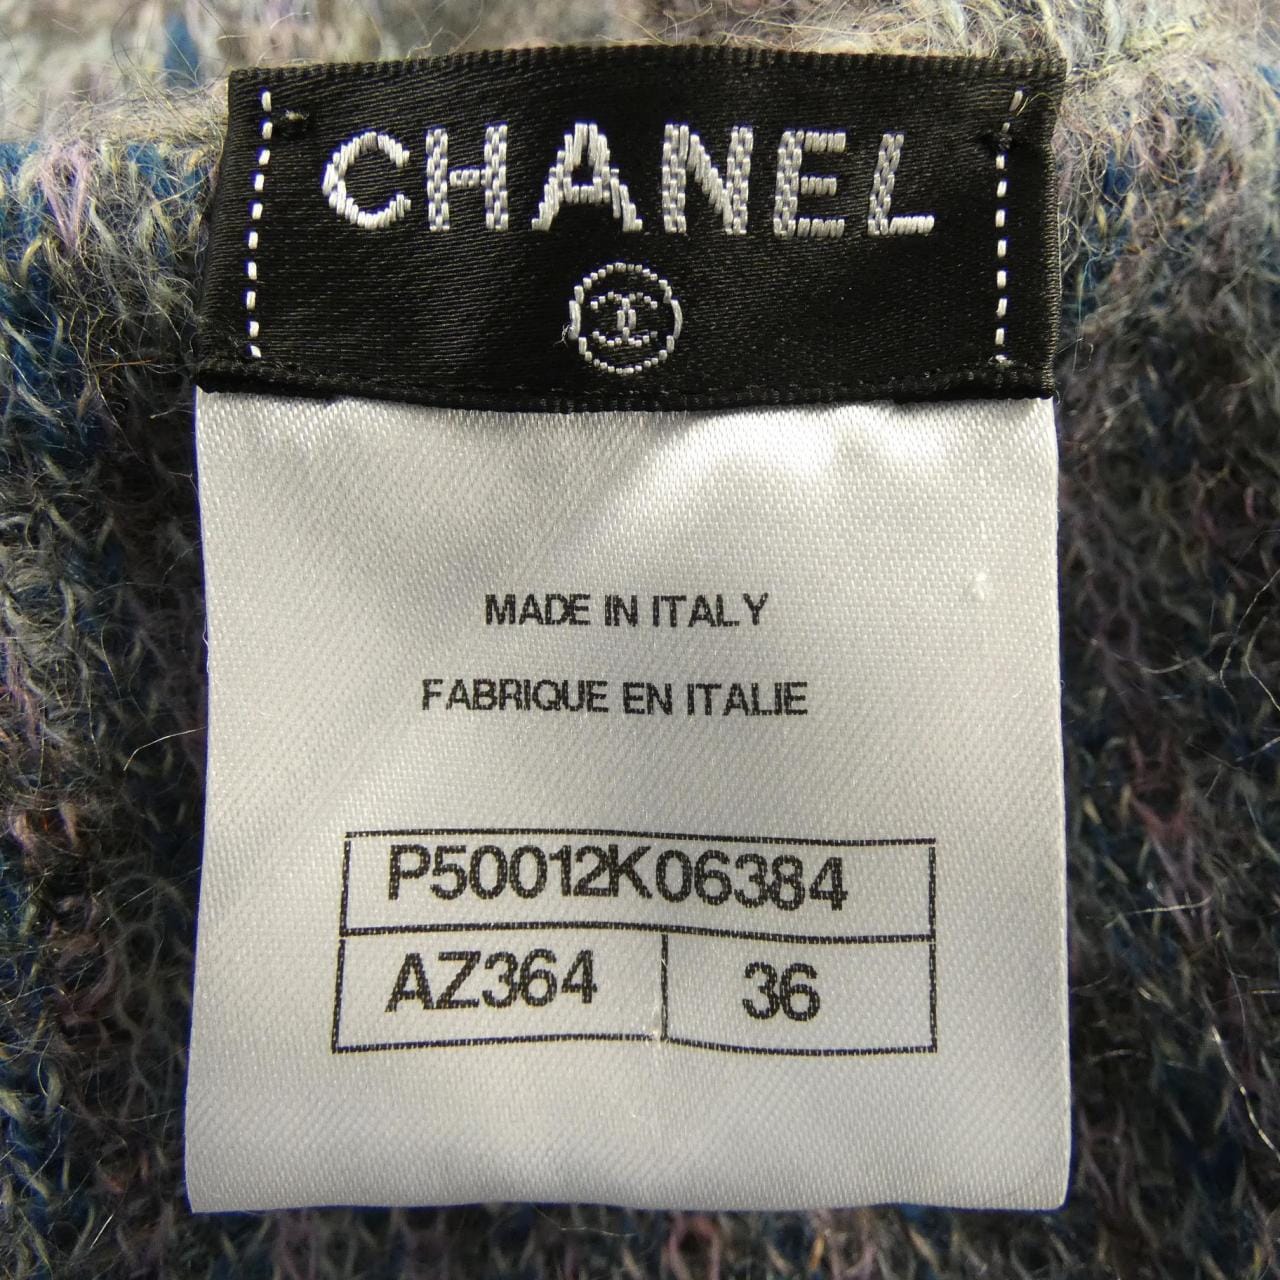 CHANEL
MADE IN ITALY
FABRIQUE EN ITALIE
P50012K06384
AZ364 36